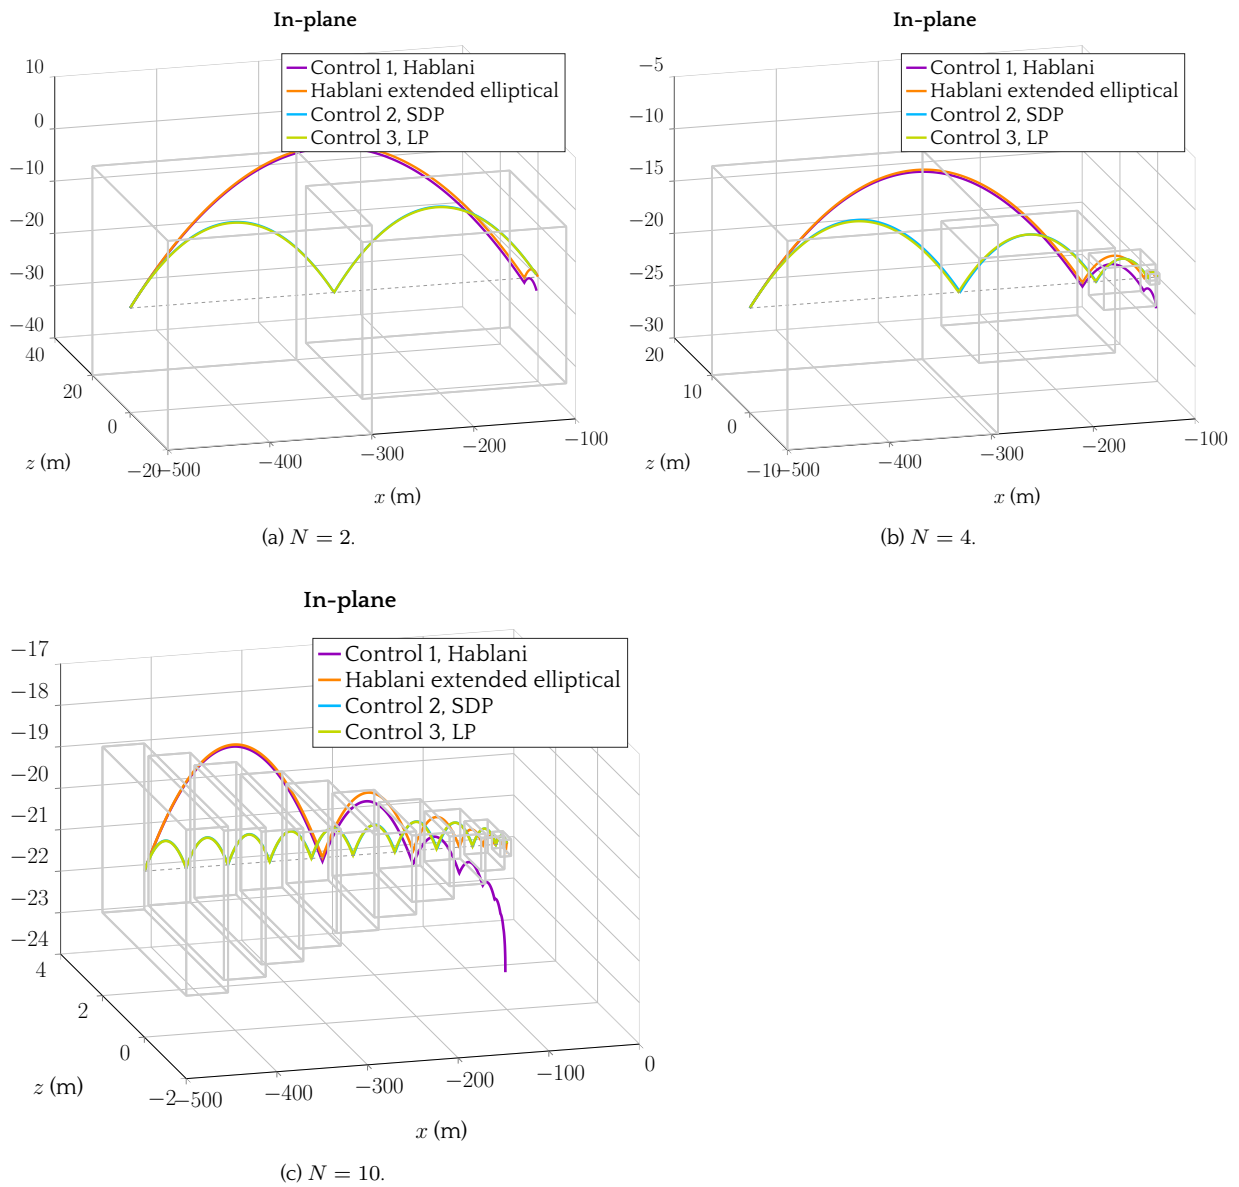 In-plane
Control 1, Hablani
Hablani extended elliptical
Control 2, SDP
Control 3, LP
10
0
−10
−20
−30
−40
40
20
0
−20
z (m)
−500
−400
−300
−200
−100
x (m)
(a) N = 2.
In-plane
Control 1, Hablani
Hablani extended elliptical
Control 2, SDP
Control 3, LP
−5
−10
−15
−20
−25
−30
20
10
0
−10
z (m)
−500
−400
−300
−200
−100
x (m)
(b) N = 4.
In-plane
Control 1, Hablani
Hablani extended elliptical
Control 2, SDP
Control 3, LP
−17
−18
−19
−20
−21
−22
−23
−24
4
2
0
−2
z (m)
−500
−400
−300
−200
−100
0
x (m)
(c) N = 10.